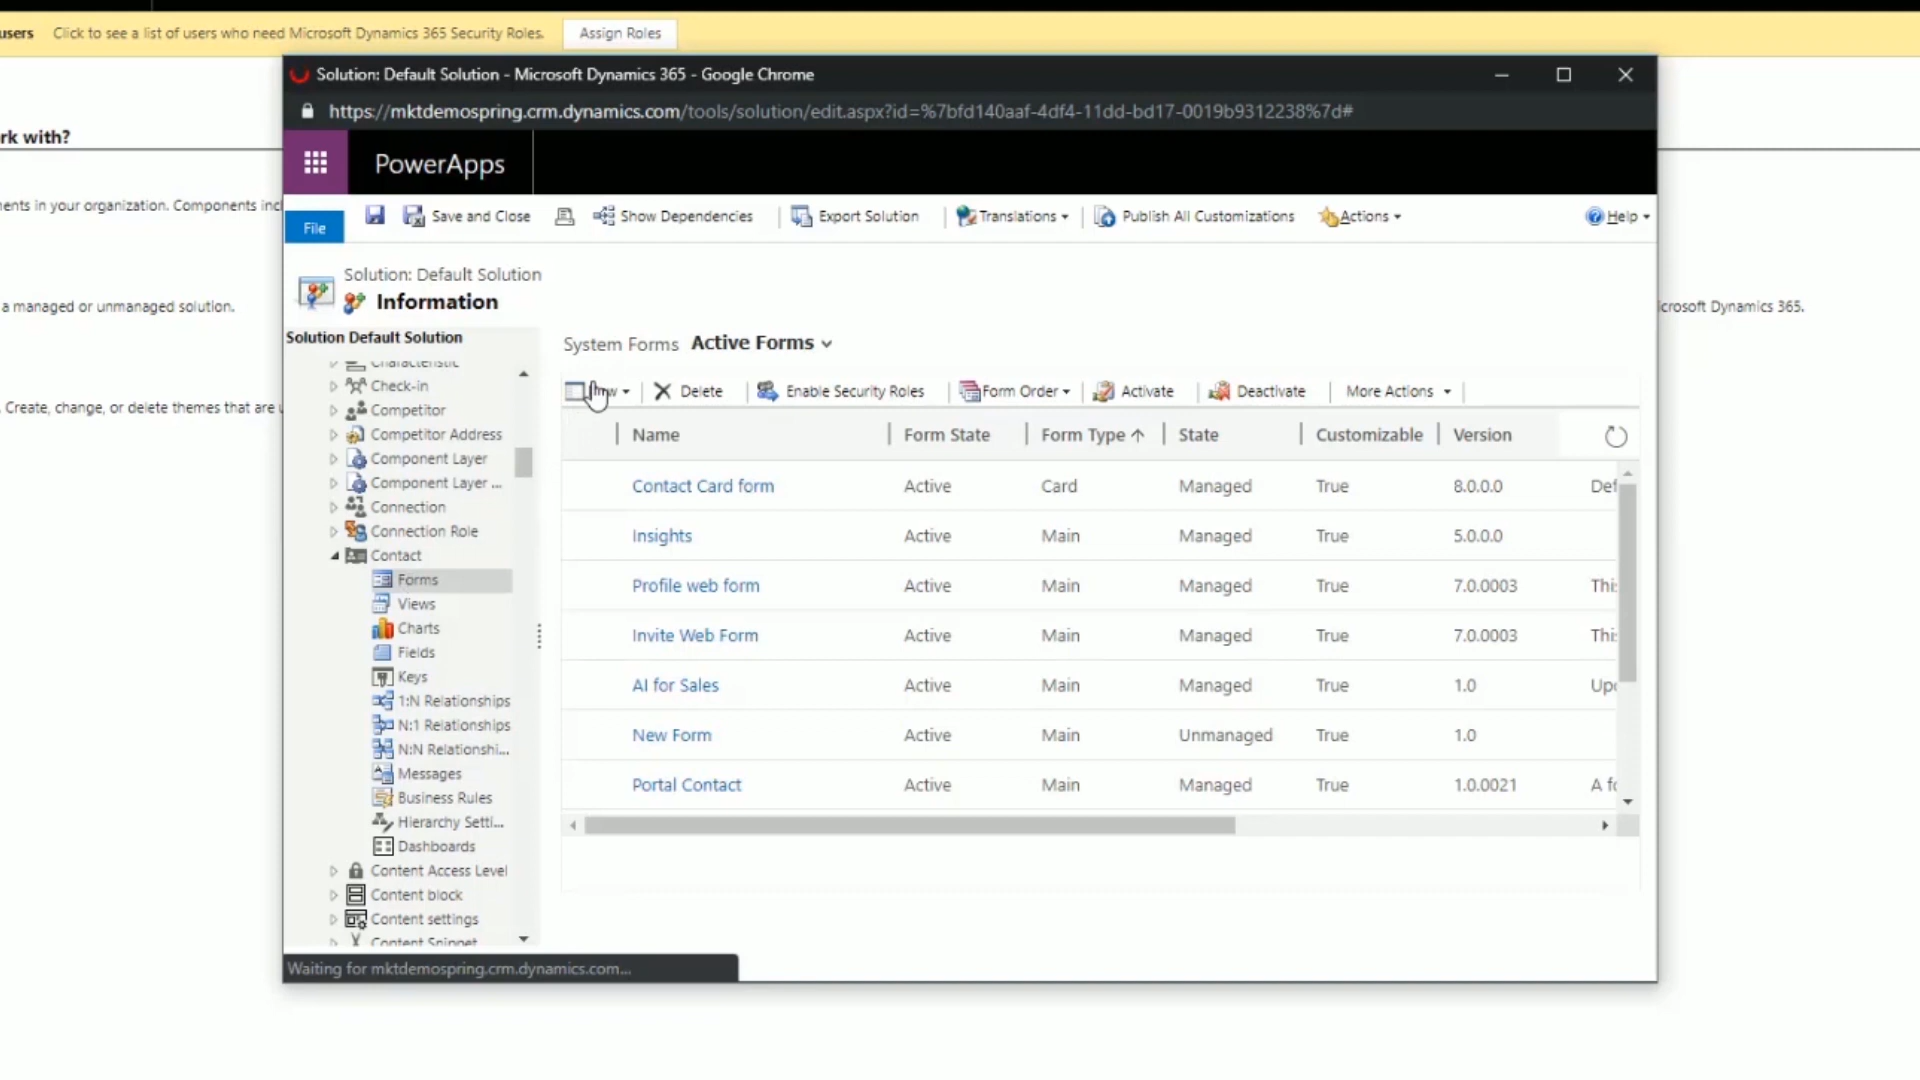 users Click to see a list of users who need Microsoft Dynamics 365 Security Roles. Assign Roles
Solution: Default Solution - Microsoft Dynamics 365 - Google Chrome
https://mktdemospring.crm.dynamics.com/tools/solution/edit.aspx?id=%7bfd140aaf-4df4-11dd-bd17-0019b9312238%7d#
rk with?
PowerApps
ents in your organization. Components inc
File Save and Close Show Dependencies Export Solution Translations Publish All Customizations Actions Help
Solution: Default Solution
Information
a managed or unmanaged solution.
icrosoft Dynamics 365.
Create, change, or delete themes that are u
Solution Default Solution
Characteristic
Check-in
Competitor
Competitor Address
Component Layer
Component Layer ...
Connection
Connection Role
Contact
Forms
Views
Charts
Fields
Keys
1:N Relationships
N:1 Relationships
N:N Relationshi...
Messages
Business Rules
Hierarchy Setti...
Dashboards
Content Access Level
Content block
Content settings
Content Snippet
System Forms Active Forms
Delete Enable Security Roles Form Order Activate Deactivate More Actions
Name Form State Form Type State Customizable Version
Contact Card form Active Card Managed True 8.0.0.0 Def
Insights Active Main Managed True 5.0.0.0
Profile web form Active Main Managed True 7.0.0003 This
Invite Web Form Active Main Managed True 7.0.0003 This
AI for Sales Active Main Managed True 1.0 Upd
New Form Active Main Unmanaged True 1.0
Portal Contact Active Main Managed True 1.0.0021 A fo
Waiting for mktdemospring.crm.dynamics.com...